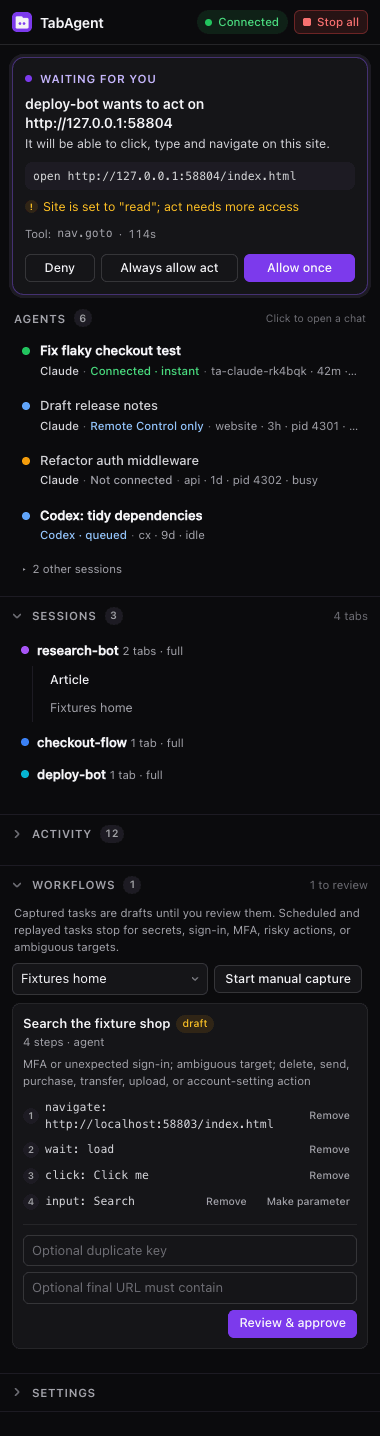 TabAgent
Connected
Stop all
WAITING FOR YOU
deploy-bot wants to act on
http://127.0.0.1:58804
It will be able to click, type and navigate on this site.
open http://127.0.0.1:58804/index.html
! Site is set to "read"; act needs more access
Tool: nav.goto · 114s
Deny
Always allow act
Allow once
AGENTS 6
Click to open a chat
Fix flaky checkout test
Claude · Connected · instant · ta-claude-rk4bqk · 42m ·...
Draft release notes
Claude · Remote Control only · website · 3h · pid 4301 · ...
Refactor auth middleware
Claude · Not connected · api · 1d · pid 4302 · busy
Codex: tidy dependencies
Codex · queued · cx · 9d · idle
2 other sessions
SESSIONS 3
4 tabs
research-bot 2 tabs · full
Article
Fixtures home
checkout-flow 1 tab · full
deploy-bot 1 tab · full
ACTIVITY 12
WORKFLOWS 1
1 to review
Captured tasks are drafts until you review them. Scheduled and
replayed tasks stop for secrets, sign-in, MFA, risky actions, or
ambiguous targets.
Fixtures home
Start manual capture
Search the fixture shop draft
4 steps · agent
MFA or unexpected sign-in; ambiguous target; delete, send,
purchase, transfer, upload, or account-setting action
1 navigate:
http://localhost:58803/index.html
Remove
2 wait: load
Remove
3 click: Click me
Remove
4 input: Search
Remove
Make parameter
Optional duplicate key
Optional final URL must contain
Review & approve
SETTINGS